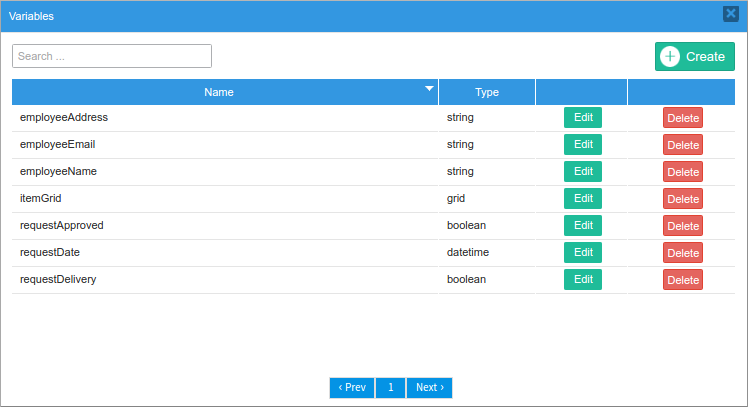 Variables
Search ...
Create
Name Type
employeeAddress string Edit Delete
employeeEmail string Edit Delete
employeeName string Edit Delete
itemGrid grid Edit Delete
requestApproved boolean Edit Delete
requestDate datetime Edit Delete
requestDelivery boolean Edit Delete
‹ Prev 1 Next ›